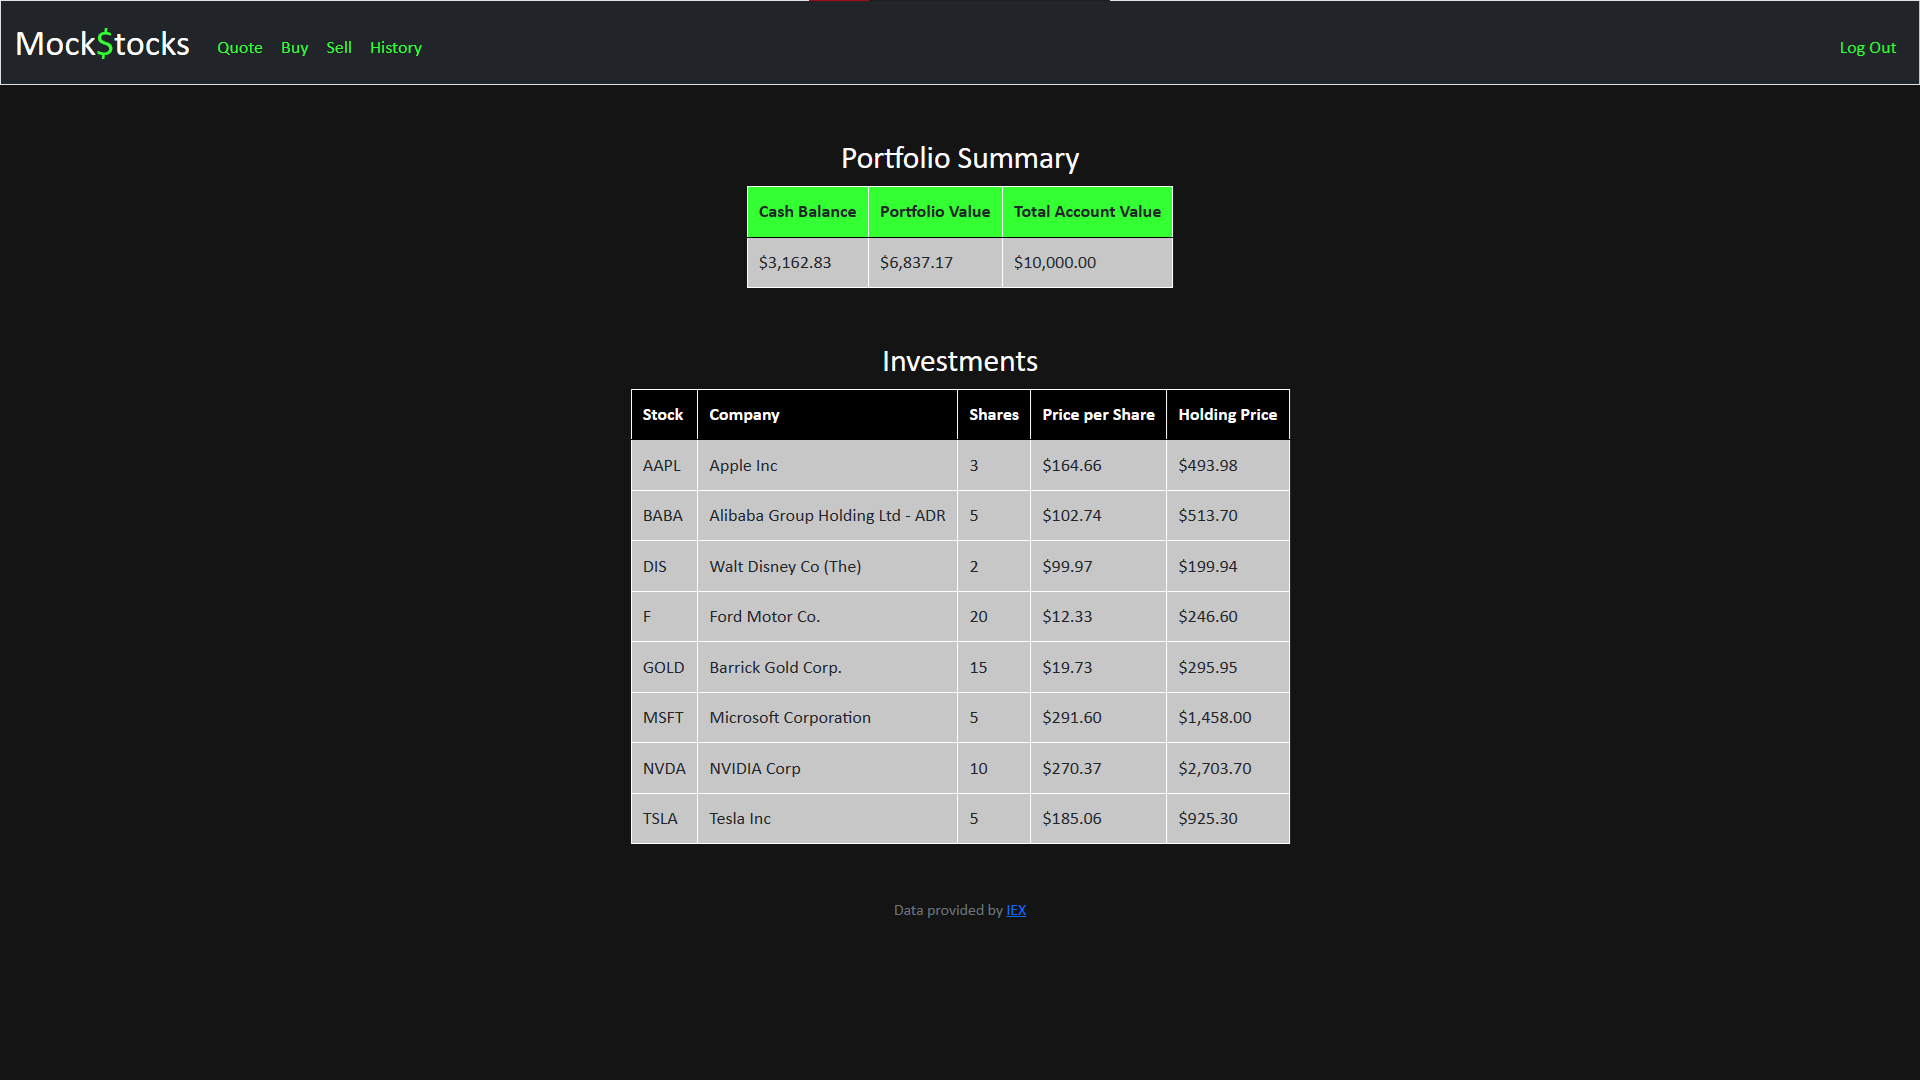 Mock$tocks Quote Buy Sell History Log Out
Portfolio Summary
Cash Balance Portfolio Value Total Account Value
$3,162.83 $6,837.17 $10,000.00
Investments
Stock Company Shares Price per Share Holding Price
AAPL Apple Inc 3 $164.66 $493.98
BABA Alibaba Group Holding Ltd - ADR 5 $102.74 $513.70
DIS Walt Disney Co (The) 2 $99.97 $199.94
F Ford Motor Co. 20 $12.33 $246.60
GOLD Barrick Gold Corp. 15 $19.73 $295.95
MSFT Microsoft Corporation 5 $291.60 $1,458.00
NVDA NVIDIA Corp 10 $270.37 $2,703.70
TSLA Tesla Inc 5 $185.06 $925.30
Data provided by IEX